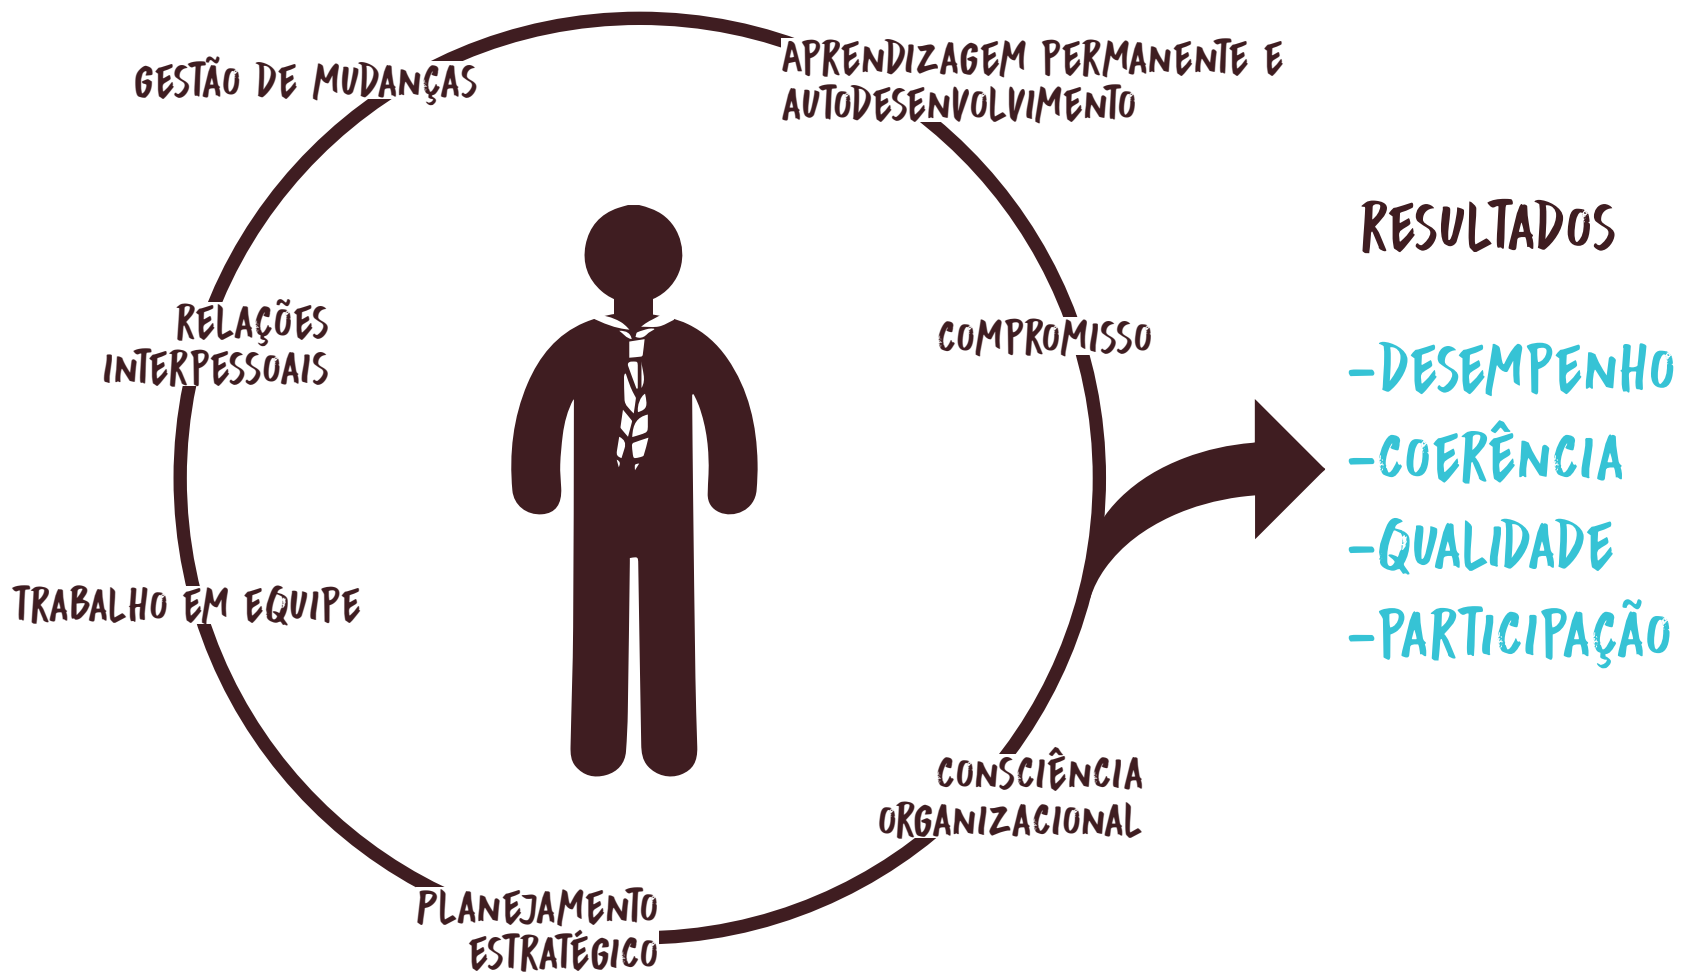 GESTÃO DE MUDANÇAS
APRENDIZAGEM PERMANENTE E
AUTODESENVOLVIMENTO
RELAÇÕES
INTERPESSOAIS
COMPROMISSO
TRABALHO EM EQUIPE
CONSCIÊNCIA
ORGANIZACIONAL
PLANEJAMENTO
ESTRATÉGICO
RESULTADOS
-DESEMPENHO
-COERÊNCIA
-QUALIDADE
-PARTICIPAÇÃO